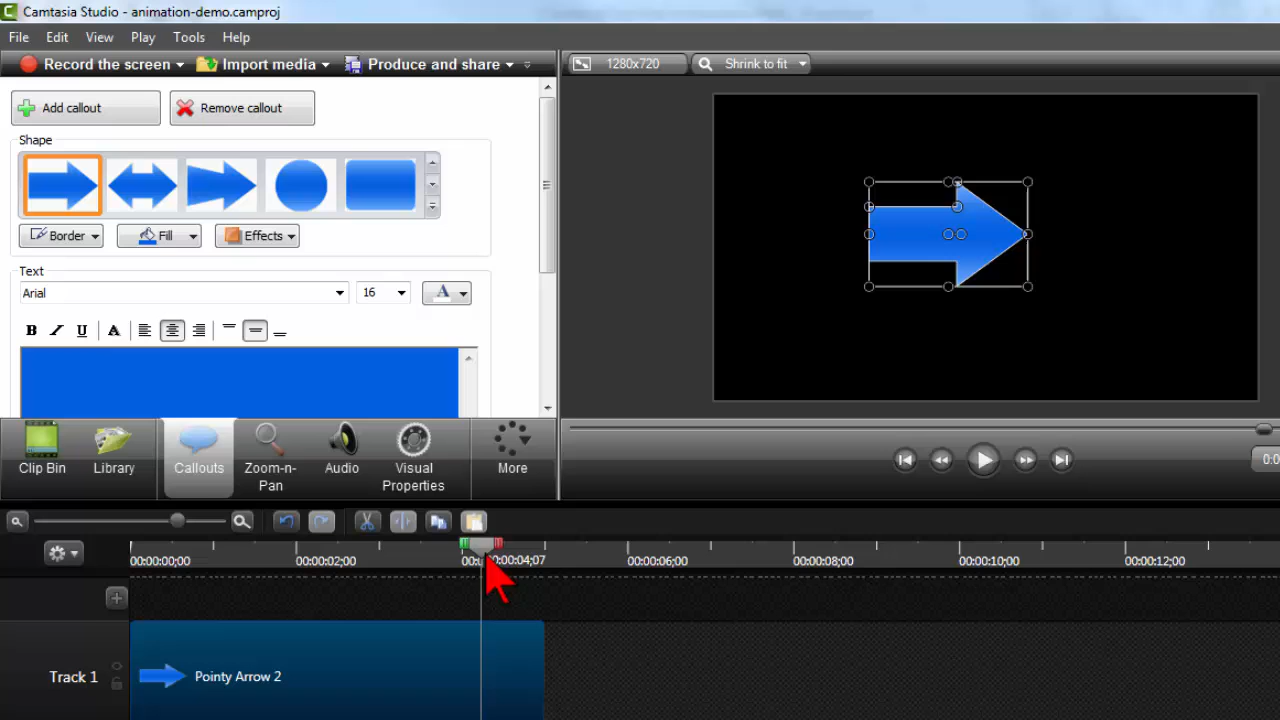 Camtasia Studio - animation-demo.camproj
File Edit View Play Tools Help
Record the screen Import media Produce and share
1280x720 Shrink to fit
Add callout Remove callout
Shape
Border Fill Effects
Text
Arial 16 A
B I U A
Clip Bin Library Callouts Zoom-n-Pan Audio Visual Properties More
0:0
00:00:00;00 00:00:02;00 00:00:04;07 00:00:06;00 00:00:08;00 00:00:10;00 00:00:12;00
Track 1 Pointy Arrow 2